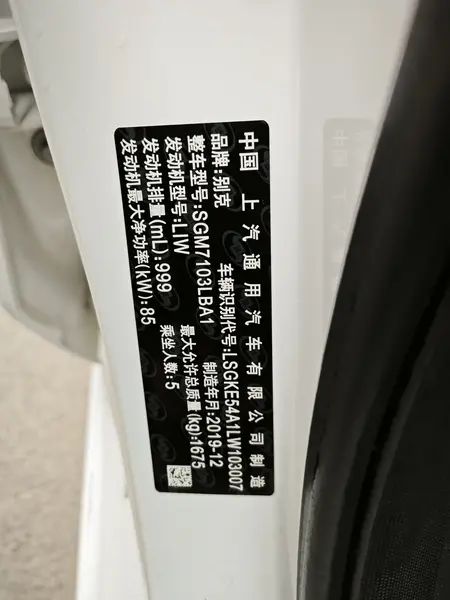 中国 上汽通用汽车有限公司制造
品牌:别克 车辆识别代号:LSGKE54A1LW103007
整车型号:SGM7103LBA1 制造年月:2019-12
发动机型号:LIW 最大允许总质量(kg):1675
发动机排量(mL):999 乘坐人数:5
发动机最大净功率(kW):85